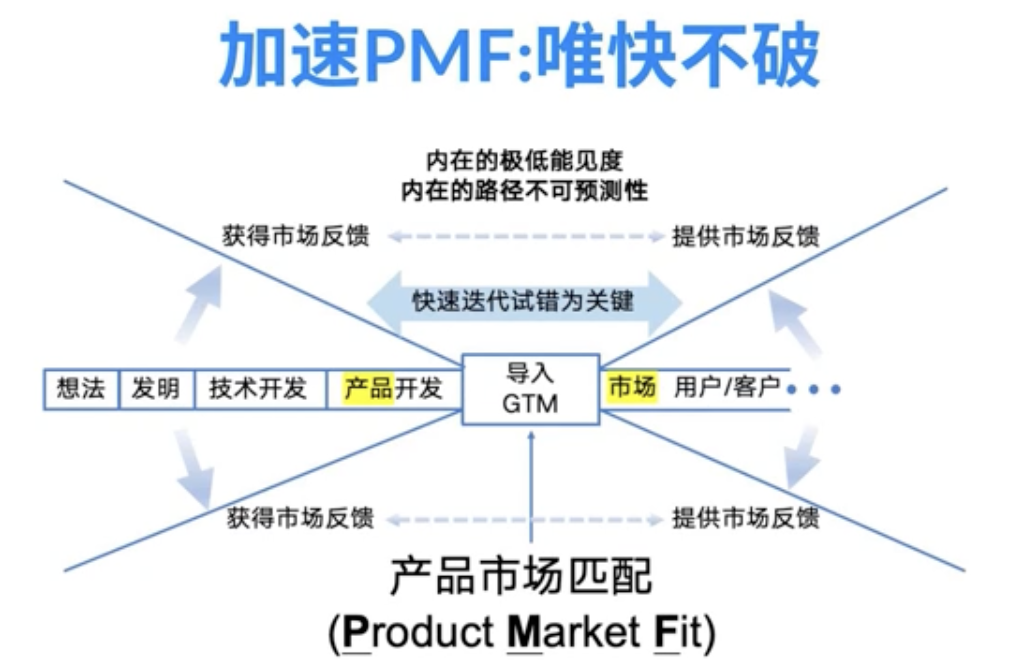 加速PMF:唯快不破
内在的极低能见度
内在的路径不可预测性
获得市场反馈
提供市场反馈
快速迭代试错为关键
想法
发明
技术开发
产品开发
导入
GTM
市场 用户/客户•••
获得市场反馈
提供市场反馈
产品市场匹配
(Product Market Fit)